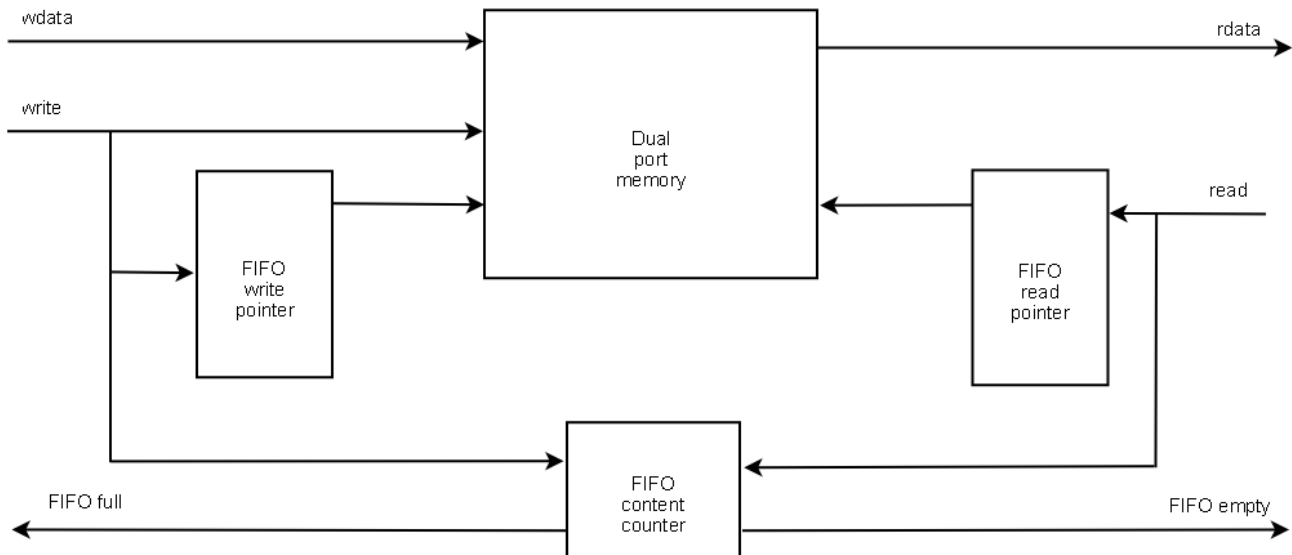 wdata
rdata
write
Dual
port
memory
read
FIFO
write
pointer
FIFO
read
pointer
FIFO
content
counter
FIFO full
FIFO empty